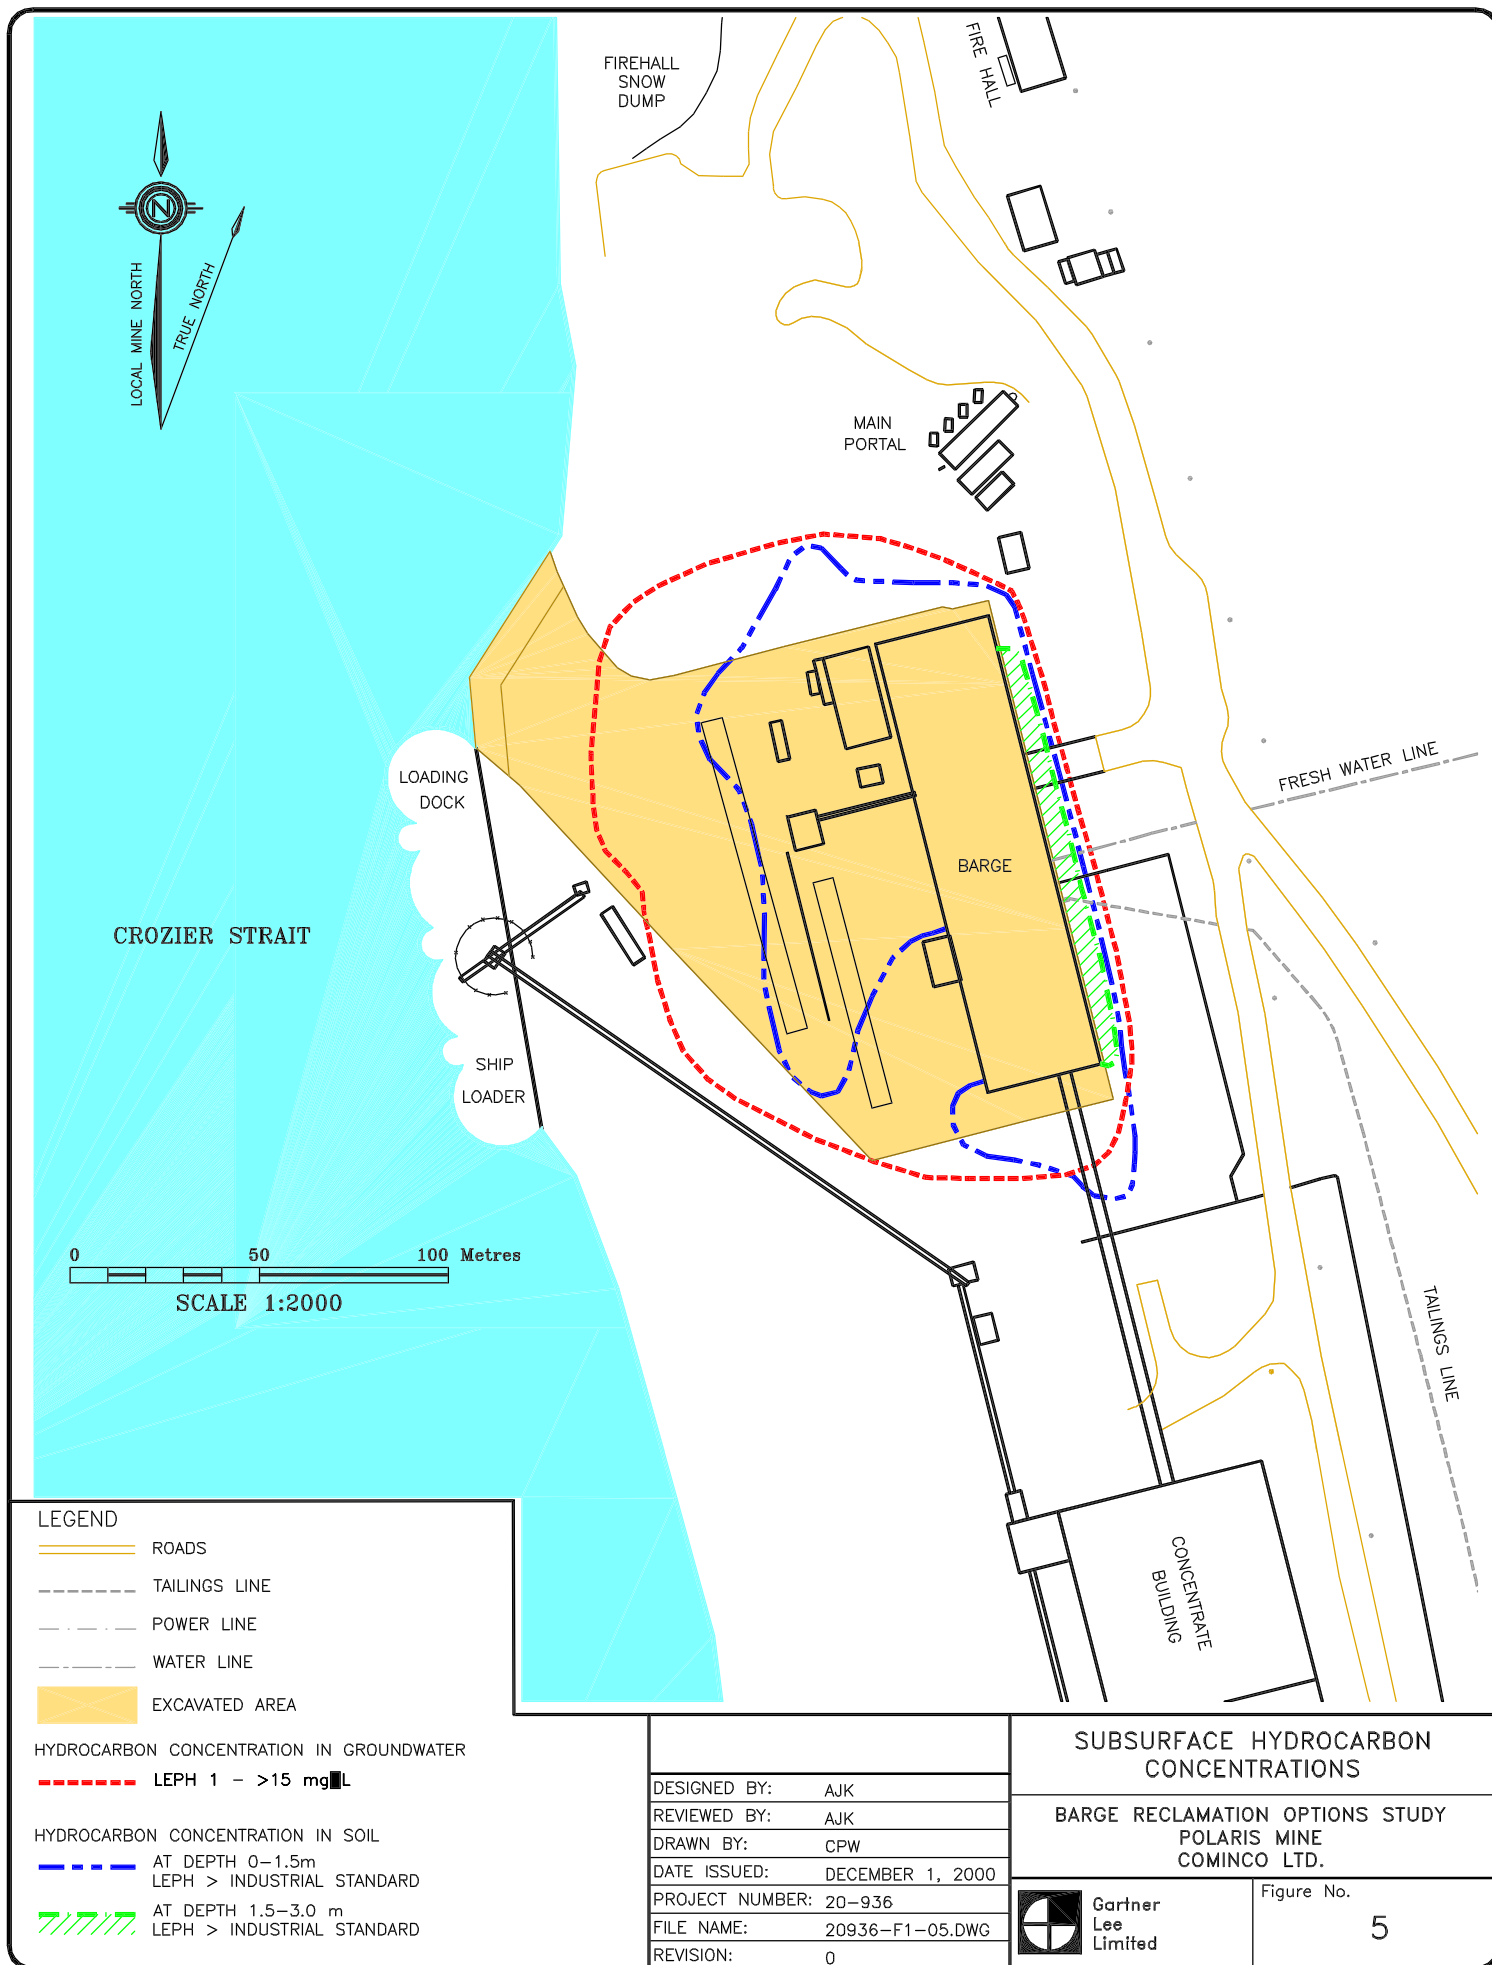 FIREHALL
SNOW
DUMP
FIRE HALL
N
LOCAL MINE NORTH
TRUE NORTH
MAIN
PORTAL
LOADING
DOCK
FRESH WATER LINE
BARGE
CROZIER STRAIT
SHIP
LOADER
0 50 100 Metres
SCALE 1:2000
TAILINGS LINE
CONCENTRATE
BUILDING
LEGEND
ROADS
TAILINGS LINE
POWER LINE
WATER LINE
EXCAVATED AREA
HYDROCARBON CONCENTRATION IN GROUNDWATER
LEPH 1 - >15 mg█L
HYDROCARBON CONCENTRATION IN SOIL
AT DEPTH 0-1.5m
LEPH > INDUSTRIAL STANDARD
AT DEPTH 1.5-3.0 m
LEPH > INDUSTRIAL STANDARD
DESIGNED BY: AJK
REVIEWED BY: AJK
DRAWN BY: CPW
DATE ISSUED: DECEMBER 1, 2000
PROJECT NUMBER: 20-936
FILE NAME: 20936-F1-05.DWG
REVISION: 0
SUBSURFACE HYDROCARBON
CONCENTRATIONS
BARGE RECLAMATION OPTIONS STUDY
POLARIS MINE
COMINCO LTD.
Gartner
Lee
Limited
Figure No.
5